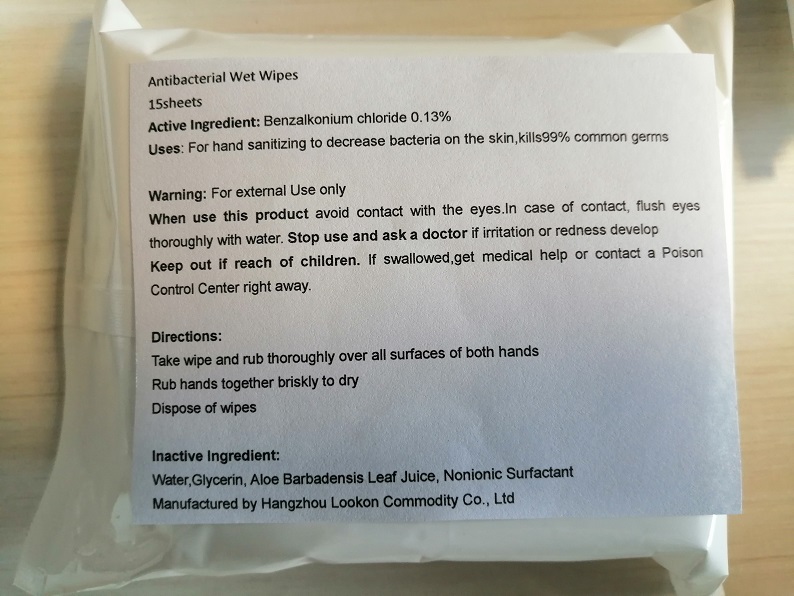 Antibacterial Wet Wipes
15sheets
Active Ingredient: Benzalkonium chloride 0.13%
Uses: For hand sanitizing to decrease bacteria on the skin,kills99% common germs
Warning: For external Use only
When use this product avoid contact with the eyes.In case of contact, flush eyes
thoroughly with water. Stop use and ask a doctor if irritation or redness develop
Keep out if reach of children. If swallowed,get medical help or contact a Poison
Control Center right away.
Directions:
Take wipe and rub thoroughly over all surfaces of both hands
Rub hands together briskly to dry
Dispose of wipes
Inactive Ingredient:
Water,Glycerin, Aloe Barbadensis Leaf Juice, Nonionic Surfactant
Manufactured by Hangzhou Lookon Commodity Co., Ltd